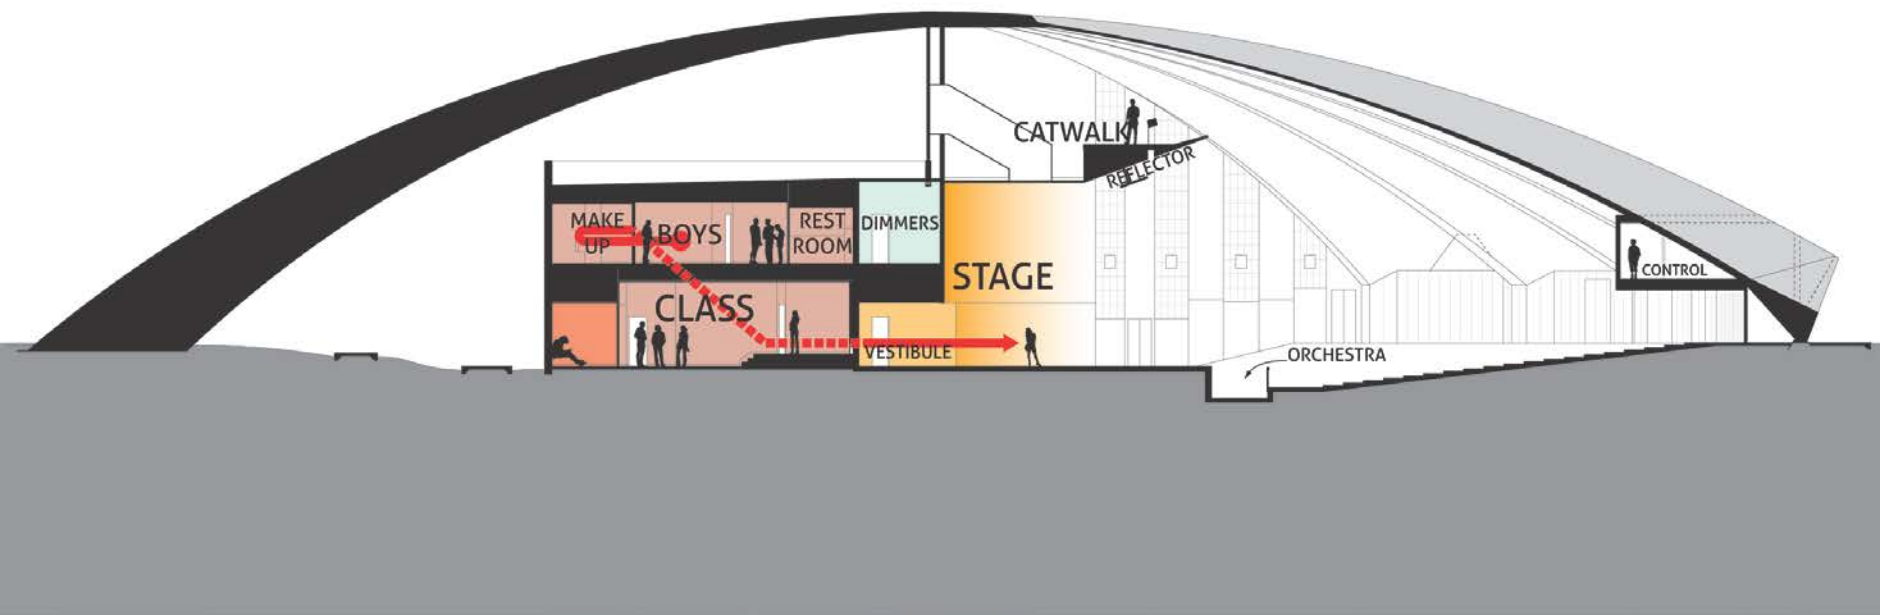 CATWALK
REFLECTOR
MAKE
UP
BOYS
REST
ROOM
DIMMERS
STAGE
CONTROL
CLASS
VESTIBULE
ORCHESTRA